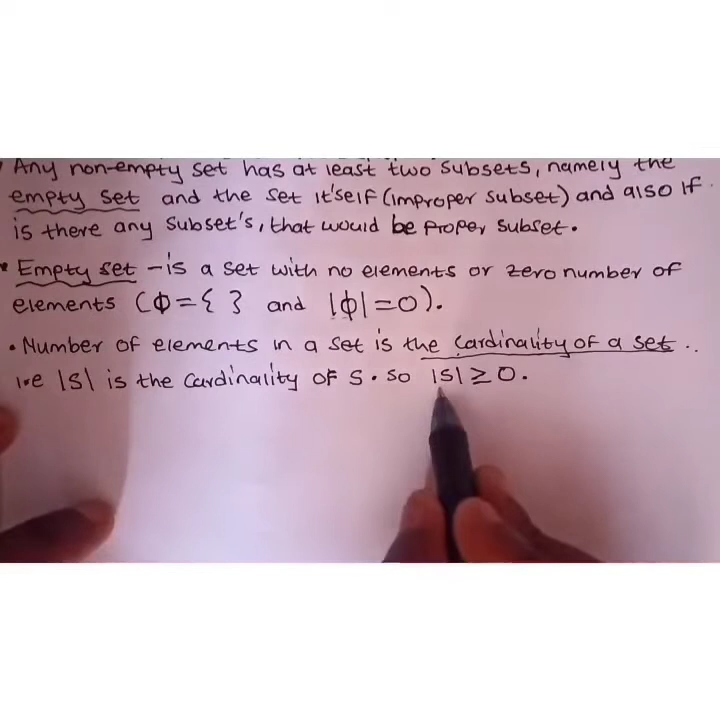 Any non-empty set has at least two subsets, namely the
empty set and the set it'self (improper subset) and also if
is there any subset's, that would be proper subset.
• Empty set - is a set with no elements or zero number of
elements (Φ={ } and |Φ|=0).
• Number of elements in a set is the cardinality of a set..
i.e |S| is the cardinality of S. so |S| ≥ 0.